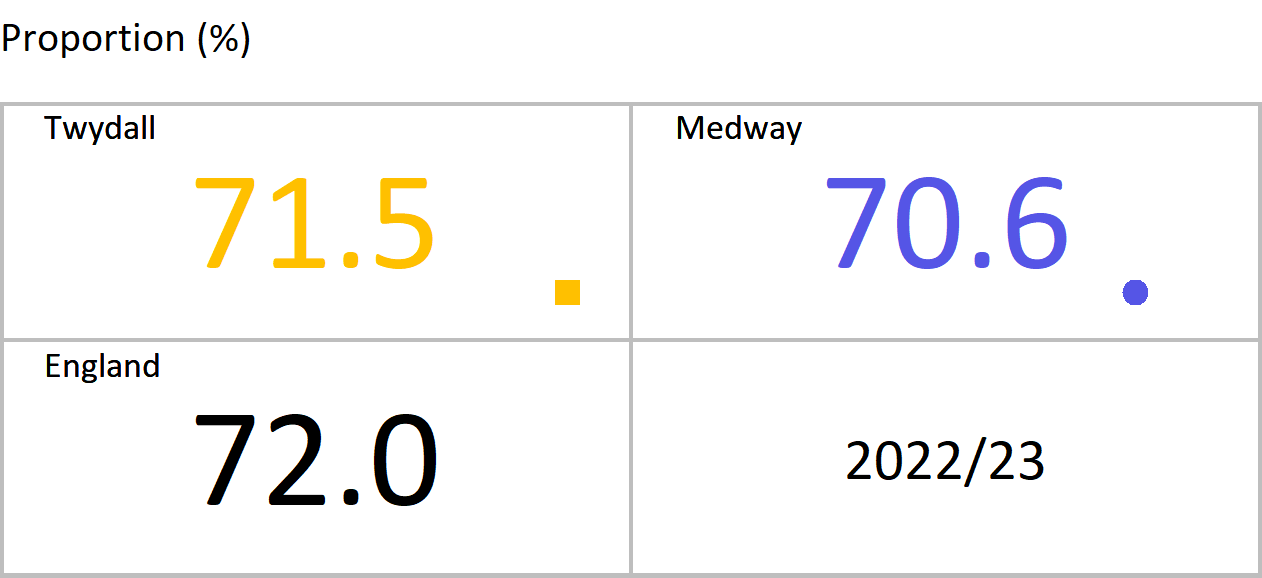 Proportion (%)
Twydall
71.5
Medway
70.6
England
72.0
2022/23